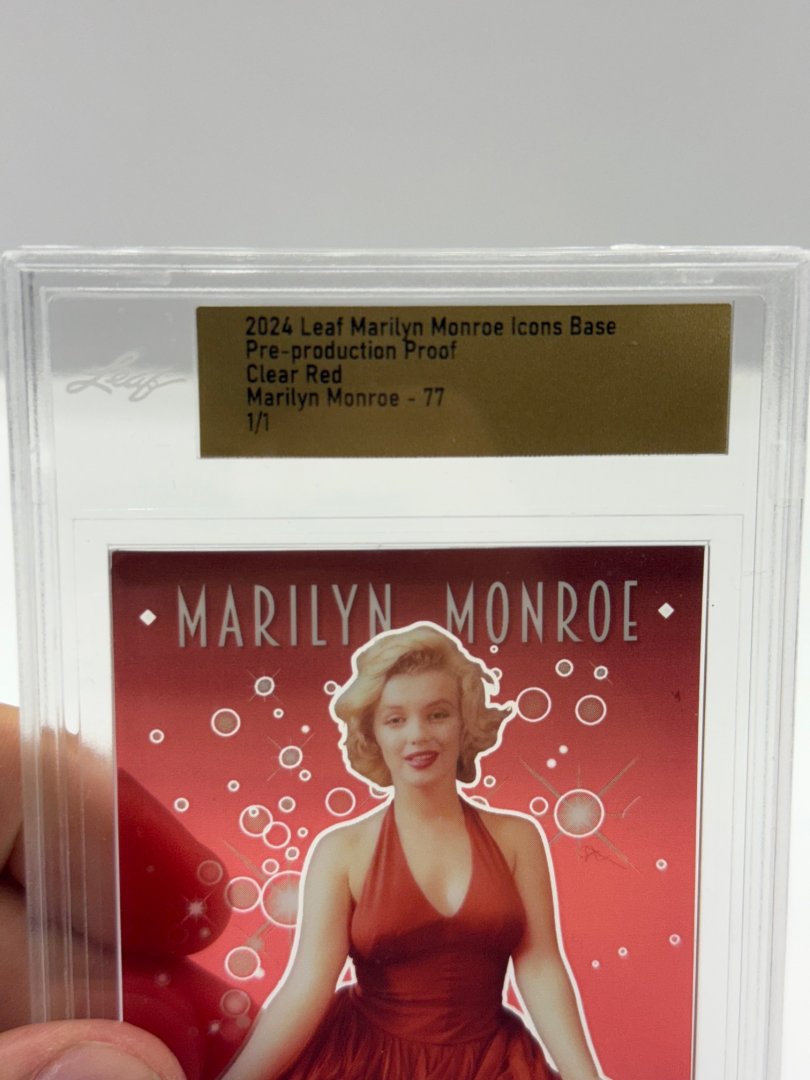 2024 Leaf Marilyn Monroe Icons Base
Pre-production Proof
Clear Red
Marilyn Monroe - 77
1/1
Leaf
MARILYN MONROE